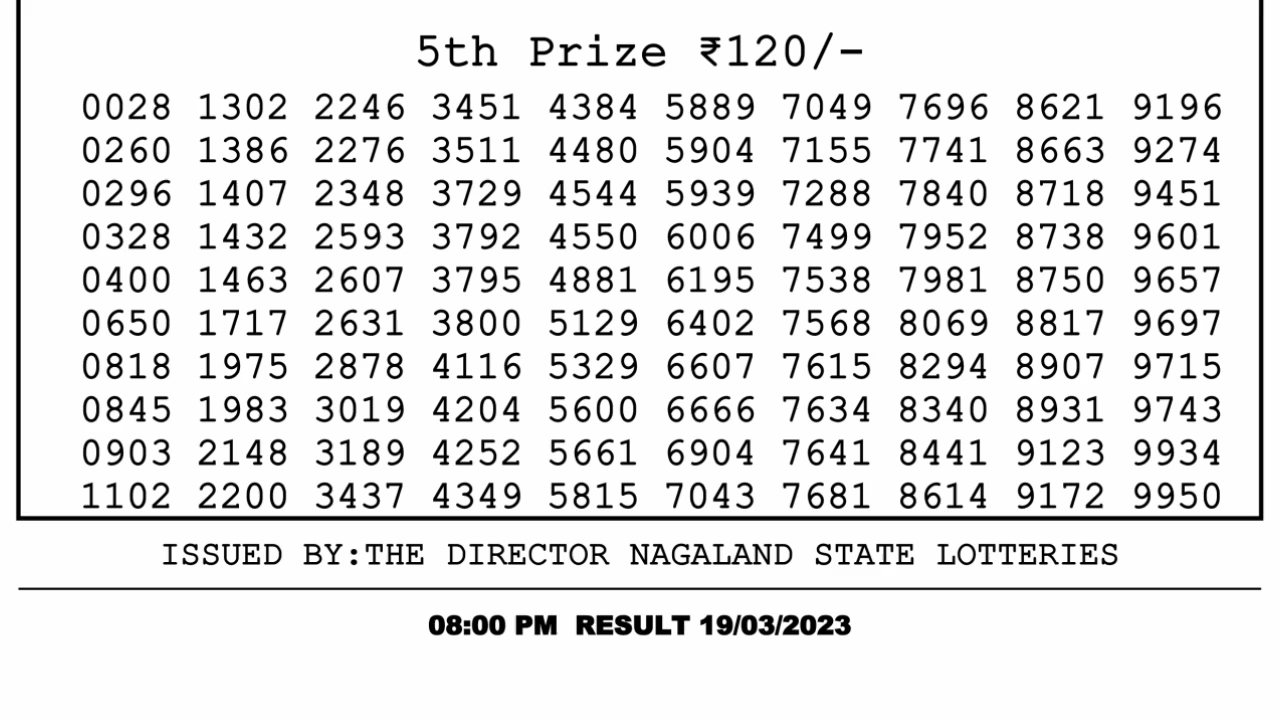 5th Prize ₹120/-
0028 1302 2246 3451 4384 5889 7049 7696 8621 9196
0260 1386 2276 3511 4480 5904 7155 7741 8663 9274
0296 1407 2348 3729 4544 5939 7288 7840 8718 9451
0328 1432 2593 3792 4550 6006 7499 7952 8738 9601
0400 1463 2607 3795 4881 6195 7538 7981 8750 9657
0650 1717 2631 3800 5129 6402 7568 8069 8817 9697
0818 1975 2878 4116 5329 6607 7615 8294 8907 9715
0845 1983 3019 4204 5600 6666 7634 8340 8931 9743
0903 2148 3189 4252 5661 6904 7641 8441 9123 9934
1102 2200 3437 4349 5815 7043 7681 8614 9172 9950
ISSUED BY:THE DIRECTOR NAGALAND STATE LOTTERIES
08:00 PM RESULT 19/03/2023